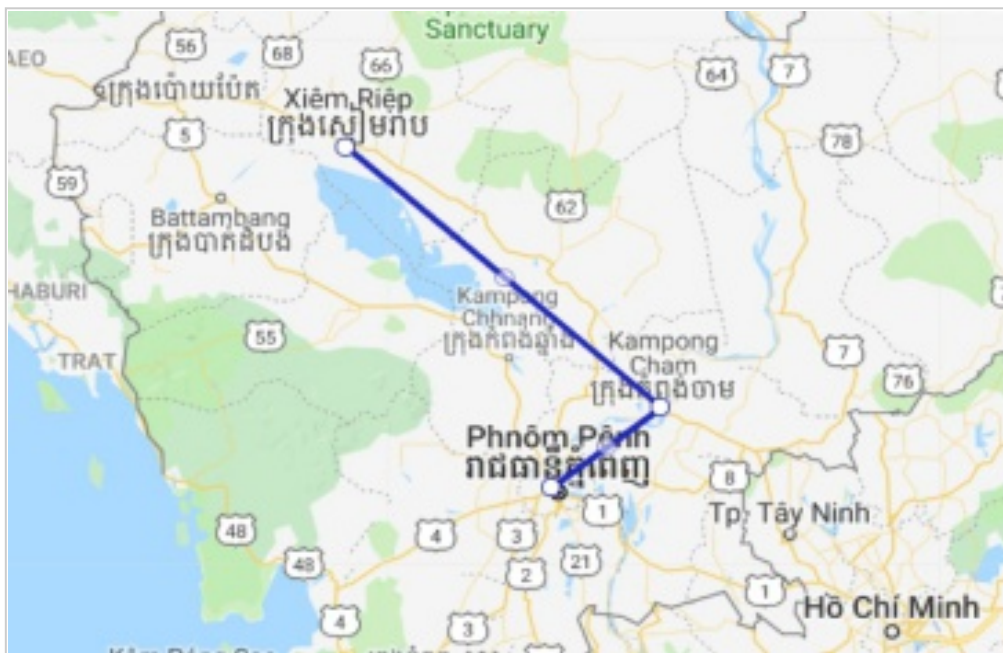 Sanctuary
56
68
66
64
7
AEO
ក្រុងប៉ោយប៉ែត
Xiêm Riệp
ក្រុងសៀមរាប
5
78
59
Battambang
ក្រុងបាត់ដំបង
62
HABURI
Kampong
Chhnang
ក្រុងកំពង់ឆ្នាំង
55
Kampong
Cham
ក្រុងកំពង់ចាម
TRAT
7
76
Phnôm Pênh
រាជធានីភ្នំពេញ
8
48
4
3
1
Tp. Tây Ninh
48
2
21
1
4
3
Hồ Chí Minh